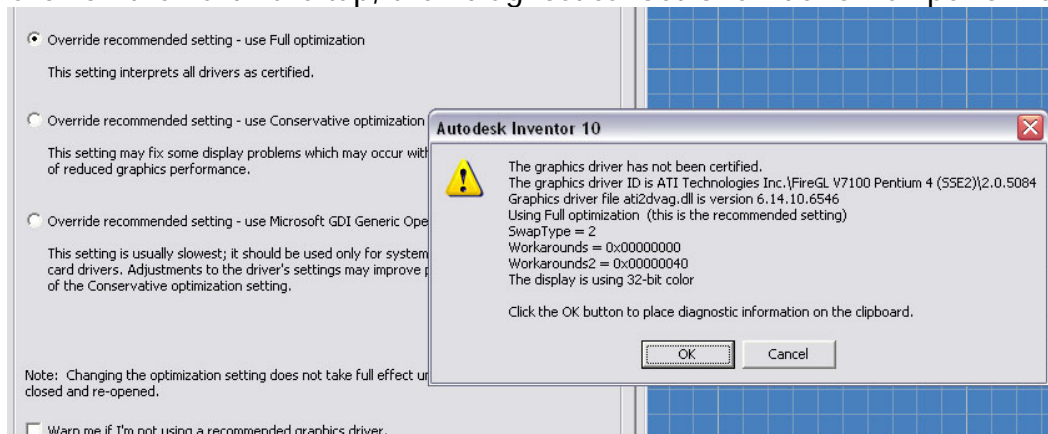 Override recommended setting - use Full optimization
This setting interprets all drivers as certified.
Override recommended setting - use Conservative optimization
This setting may fix some display problems which may occur with
of reduced graphics performance.
Override recommended setting - use Microsoft GDI Generic Ope
This setting is usually slowest; it should be used only for system
card drivers. Adjustments to the driver's settings may improve
of the Conservative optimization setting.
Note: Changing the optimization setting does not take full effect
closed and re-opened.
Warn me if I'm not using a recommended graphics driver.
Autodesk Inventor 10
The graphics driver has not been certified.
The graphics driver ID is ATI Technologies Inc.\FireGL V7100 Pentium 4 (SSE2)\2.0.5084
Graphics driver file ati2dvag.dll is version 6.14.10.6546
Using Full optimization (this is the recommended setting)
SwapType = 2
Workarounds = 0x00000000
Workarounds2 = 0x00000040
The display is using 32-bit color
Click the OK button to place diagnostic information on the clipboard.
OK
Cancel